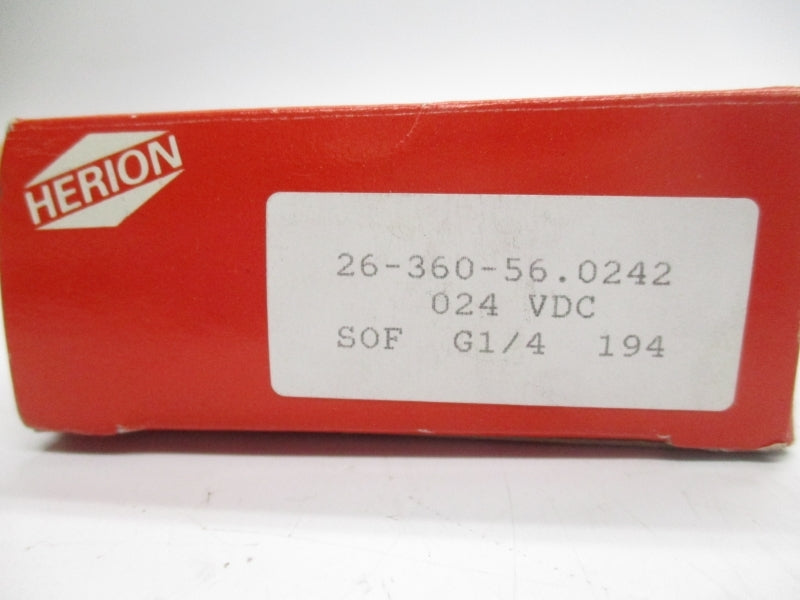 HERION
26-360-56.0242
024 VDC
SOF G1/4 194